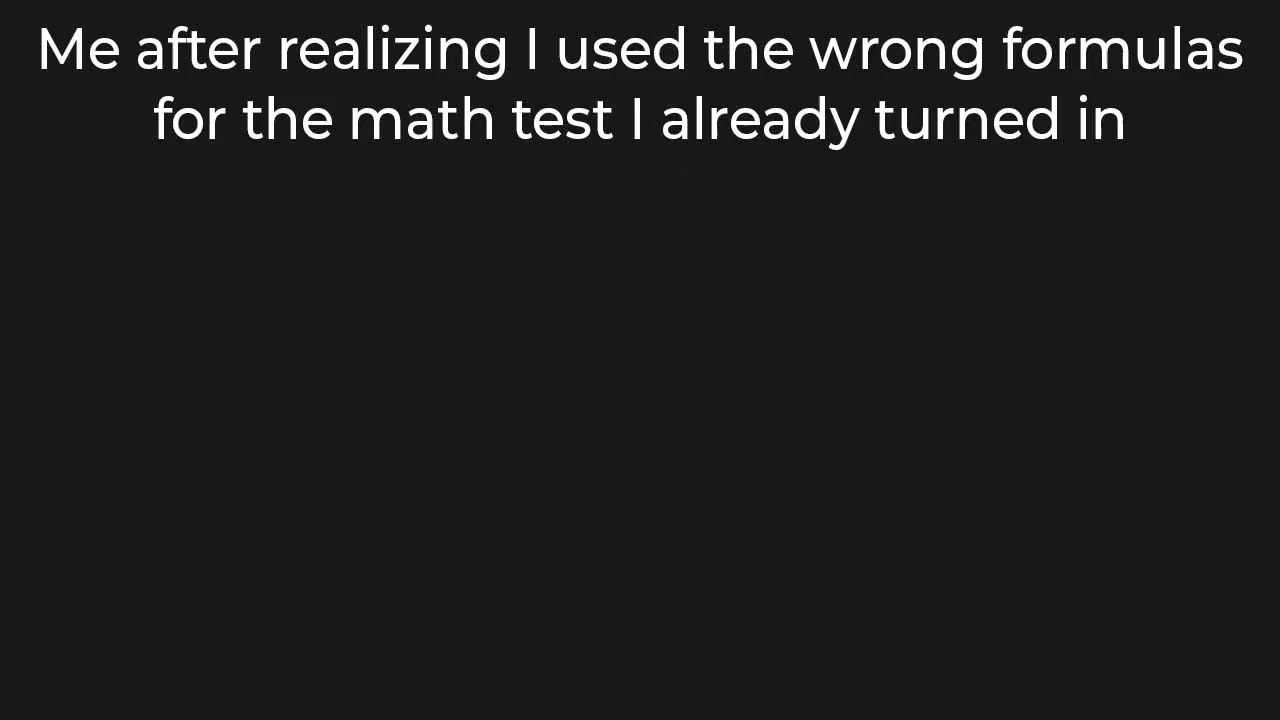 Me after realizing I used the wrong formulas
for the math test I already turned in